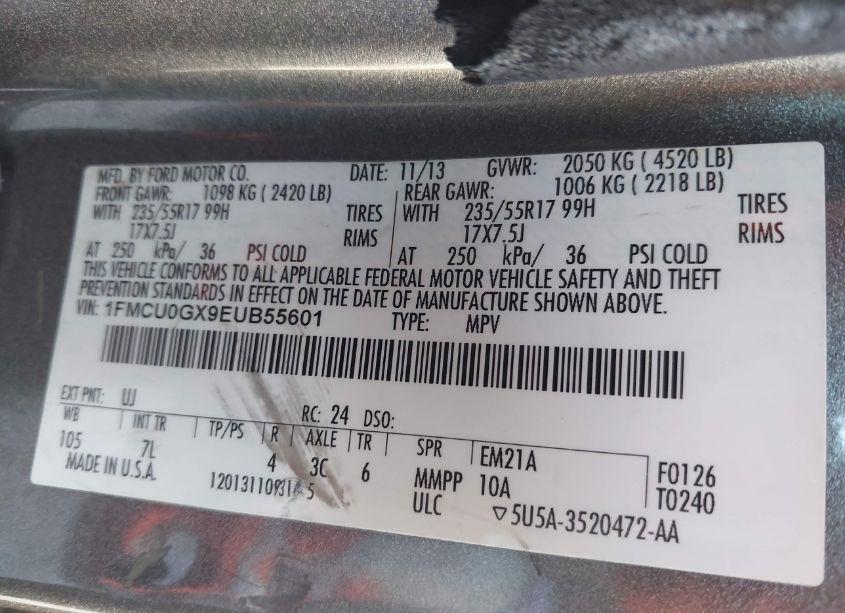 MFD. BY FORD MOTOR CO. DATE: 11/13 GVWR: 2050 KG ( 4520 LB)
FRONT GAWR: 1098 KG ( 2420 LB) REAR GAWR: 1006 KG ( 2218 LB)
WITH 235/55R17 99H TIRES WITH 235/55R17 99H TIRES
17X7.5J RIMS 17X7.5J RIMS
AT 250 kPa/ 36 PSI COLD AT 250 kPa/ 36 PSI COLD
THIS VEHICLE CONFORMS TO ALL APPLICABLE FEDERAL MOTOR VEHICLE SAFETY AND THEFT
PREVENTION STANDARDS IN EFFECT ON THE DATE OF MANUFACTURE SHOWN ABOVE.
VIN: 1FMCU0GX9EUB55601 TYPE: MPV
EXT PNT: UJ RC: 24 DSO:
WB INT TR TP/PS R AXLE TR SPR EM21A F0126
105 7L 4 3C 6 MMPP 10A T0240
MADE IN U.S.A. ULC ▽5U5A-3520472-AA